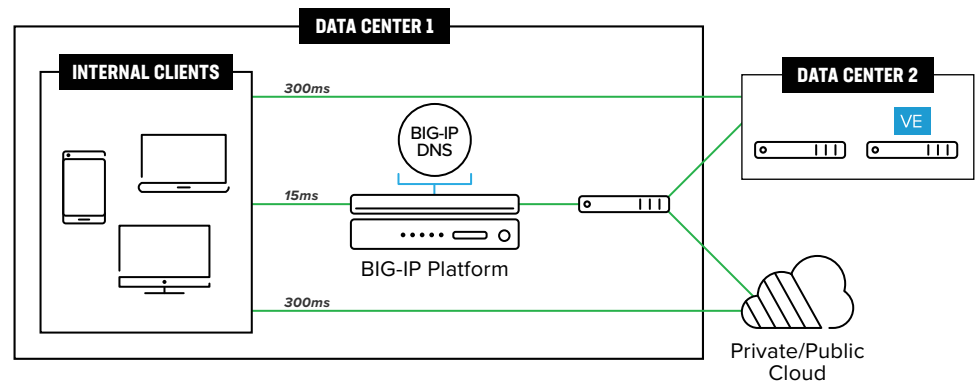 DATA CENTER 1
INTERNAL CLIENTS
DATA CENTER 2
300ms
VE
BIG-IP
DNS
15ms
BIG-IP Platform
300ms
Private/Public
Cloud